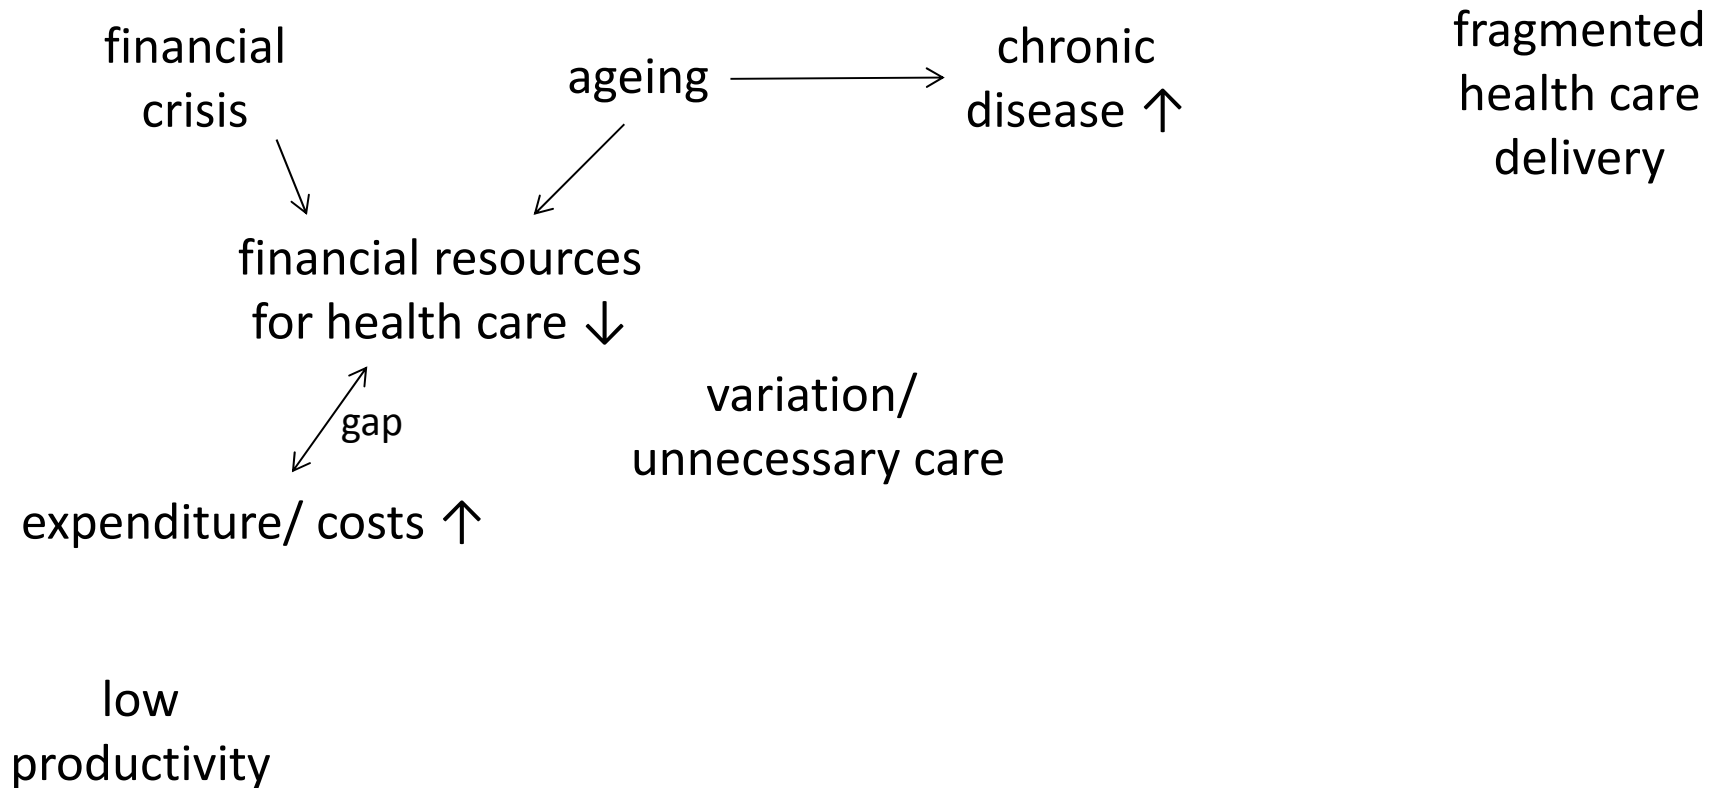 financial
crisis
ageing
chronic
disease ↑
fragmented
health care
delivery
financial resources
for health care ↓
gap
variation/
unnecessary care
expenditure/ costs ↑
low
productivity